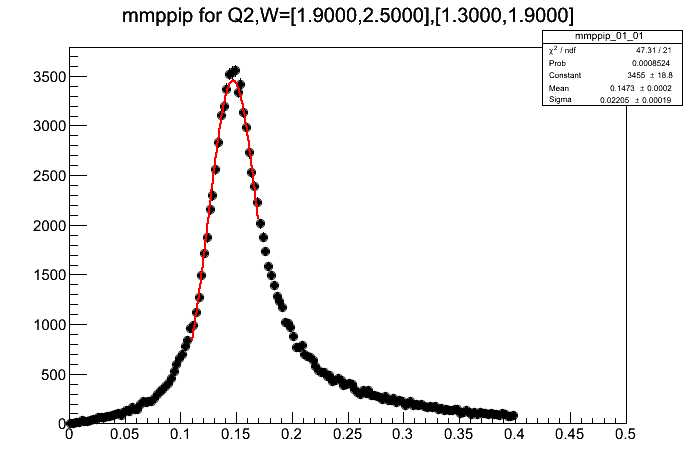 mmppip for Q2,W=[1.9000,2.5000],[1.3000,1.9000]
mmppip_01_01
χ² / ndf 47.31 / 21
Prob 0.0008524
Constant 3455 ± 18.8
Mean 0.1473 ± 0.0002
Sigma 0.02205 ± 0.00019
3500
3000
2500
2000
1500
1000
500
0
0 0.05 0.1 0.15 0.2 0.25 0.3 0.35 0.4 0.45 0.5